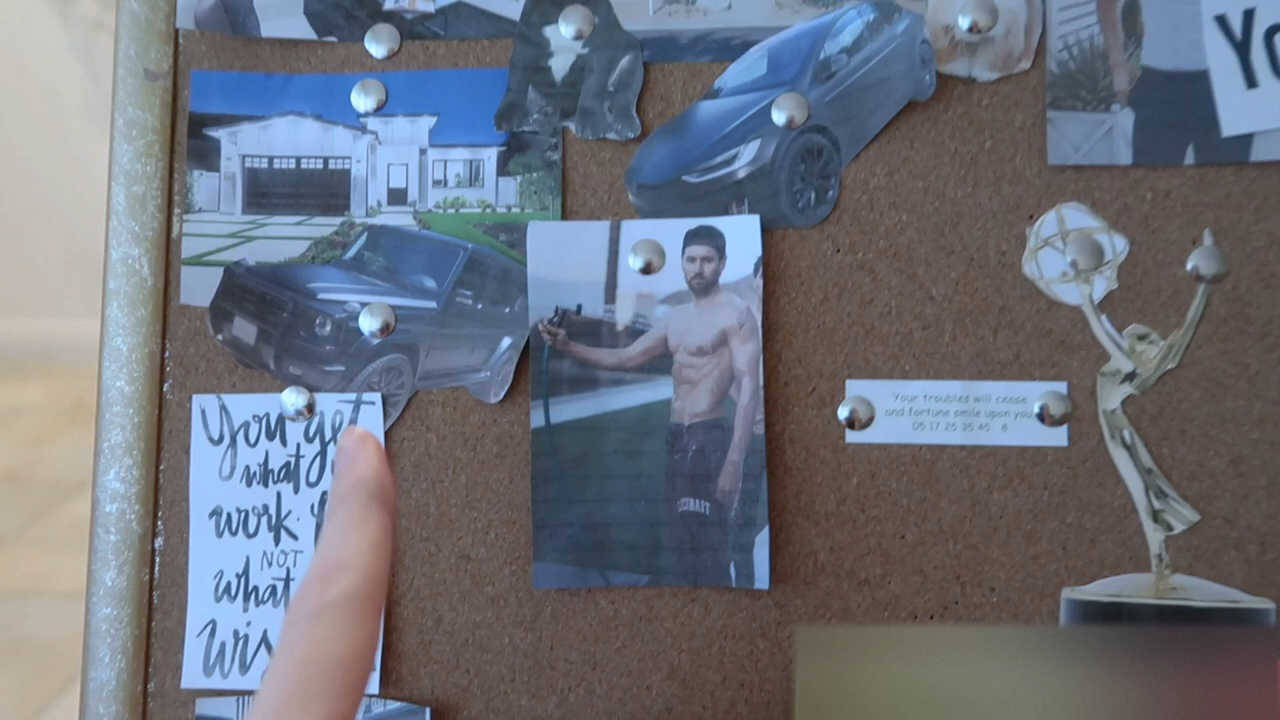 Yo
You get
what
work
NOT
what
Wis
Your troubles will cease
and fortune smile upon you
05 17 25 35 45 8